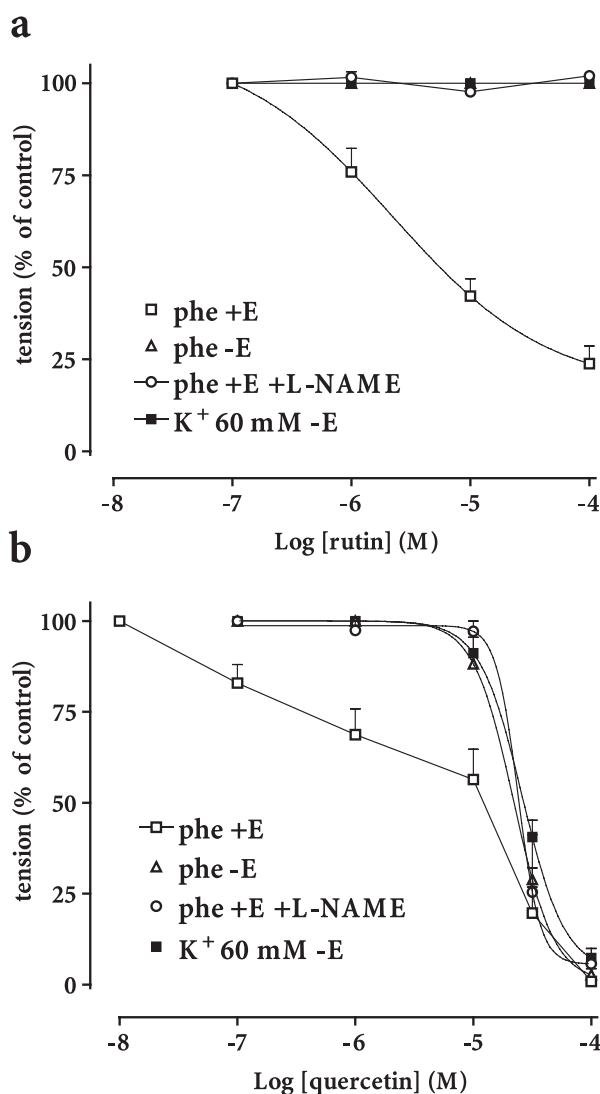 a
tension (% of control)
100
75
50
25
0
phe +E
phe -E
phe +E +L-NAME
K⁺ 60 mM -E
-8 -7 -6 -5 -4
Log [rutin] (M)
b
tension (% of control)
100
75
50
25
0
phe +E
phe -E
phe +E +L-NAME
K⁺ 60 mM -E
-8 -7 -6 -5 -4
Log [quercetin] (M)